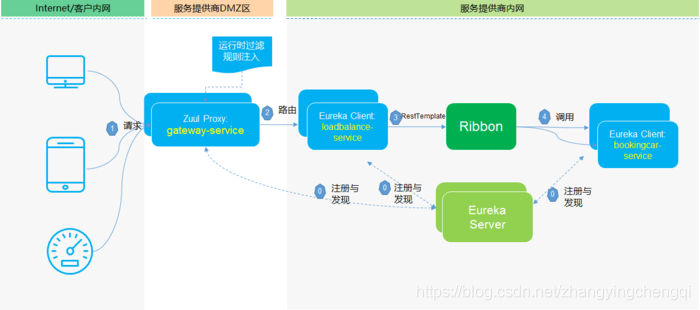 Internet/客户内网
服务提供商DMZ区
服务提供商内网
运行时过滤
规则注入
1
请求
Zuul Proxy:
gateway-service
2
路由
Eureka Client:
loadbalance-
service
3
RestTemplate
Ribbon
4
调用
Eureka Client:
bookingcar-
service
0
注册与
发现
0
注册与
发现
0
注册与
发现
Eureka
Server
https://blog.csdn.net/zhangyingchengqi